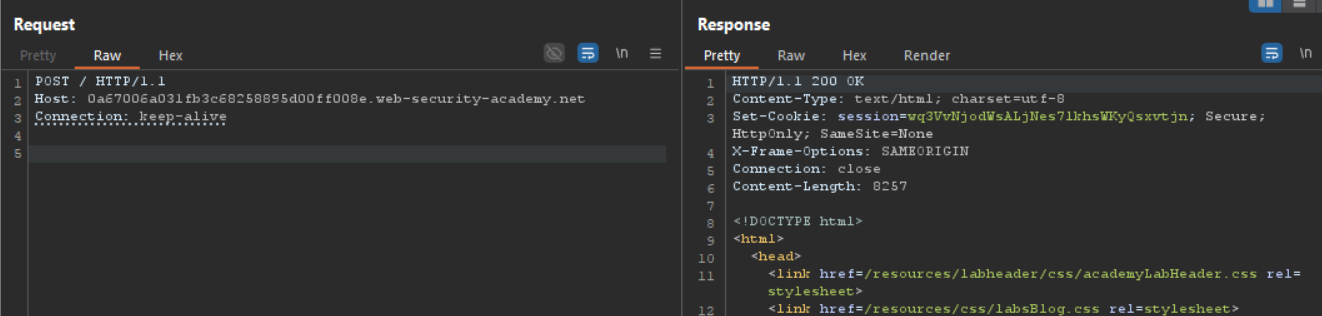 Request
Pretty Raw Hex \n
1 POST / HTTP/1.1
2 Host: 0a67006a031fb3c68258895d00ff008e.web-security-academy.net
3 Connection: keep-alive
4
5
Response
Pretty Raw Hex Render \n
1 HTTP/1.1 200 OK
2 Content-Type: text/html; charset=utf-8
3 Set-Cookie: session=wq3VvNjodWsALjNes7lkhsWKyQsxvtjn; Secure;
HttpOnly; SameSite=None
4 X-Frame-Options: SAMEORIGIN
5 Connection: close
6 Content-Length: 8257
7
8 <!DOCTYPE html>
9 <html>
10 <head>
11 <link href=/resources/labheader/css/academyLabHeader.css rel=
stylesheet>
12 <link href=/resources/css/labsBlog.css rel=stylesheet>